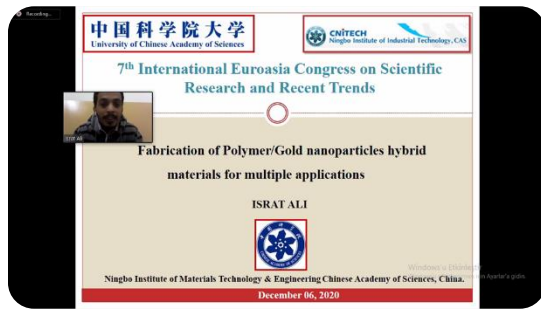 Recording...
中国科学院大学
University of Chinese Academy of Sciences
CNITECH
Ningbo Institute of Industrial Technology, CAS
7th International Euroasia Congress on Scientific
Research and Recent Trends
Fabrication of Polymer/Gold nanoparticles hybrid
materials for multiple applications
ISRAT ALI
Ningbo Institute of Materials Technology & Engineering Chinese Academy of Sciences, China.
December 06, 2020